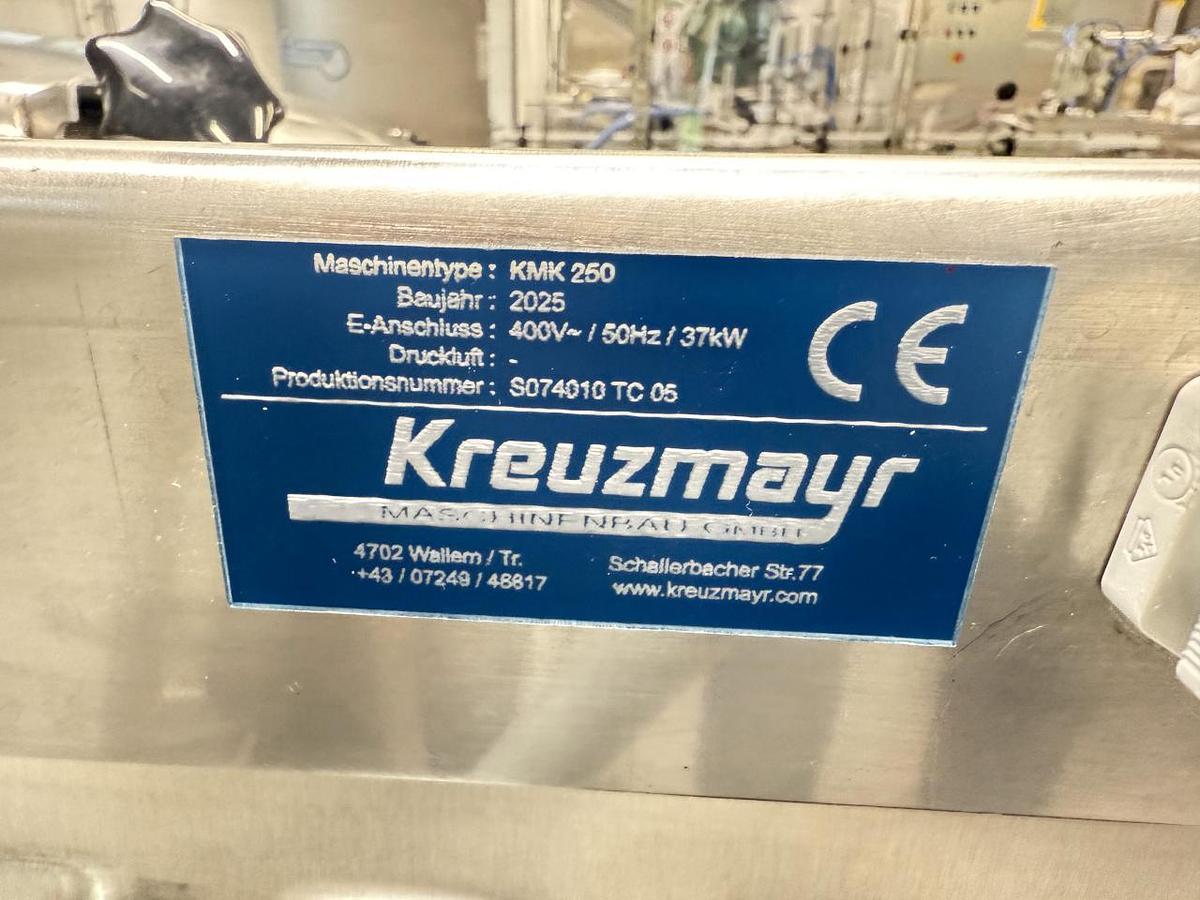 Maschinentype : KMK 250
Baujahr : 2025
E-Anschluss : 400V~ / 50Hz / 37kW
Druckluft : -
Produktionsnummer : S074010 TC 05
CE
Kreuzmayr
MASCHINENBAU GMBH
4702 Wallern / Tr. Schallerbacher Str.77
+43 / 07249 / 48817 www.kreuzmayr.com